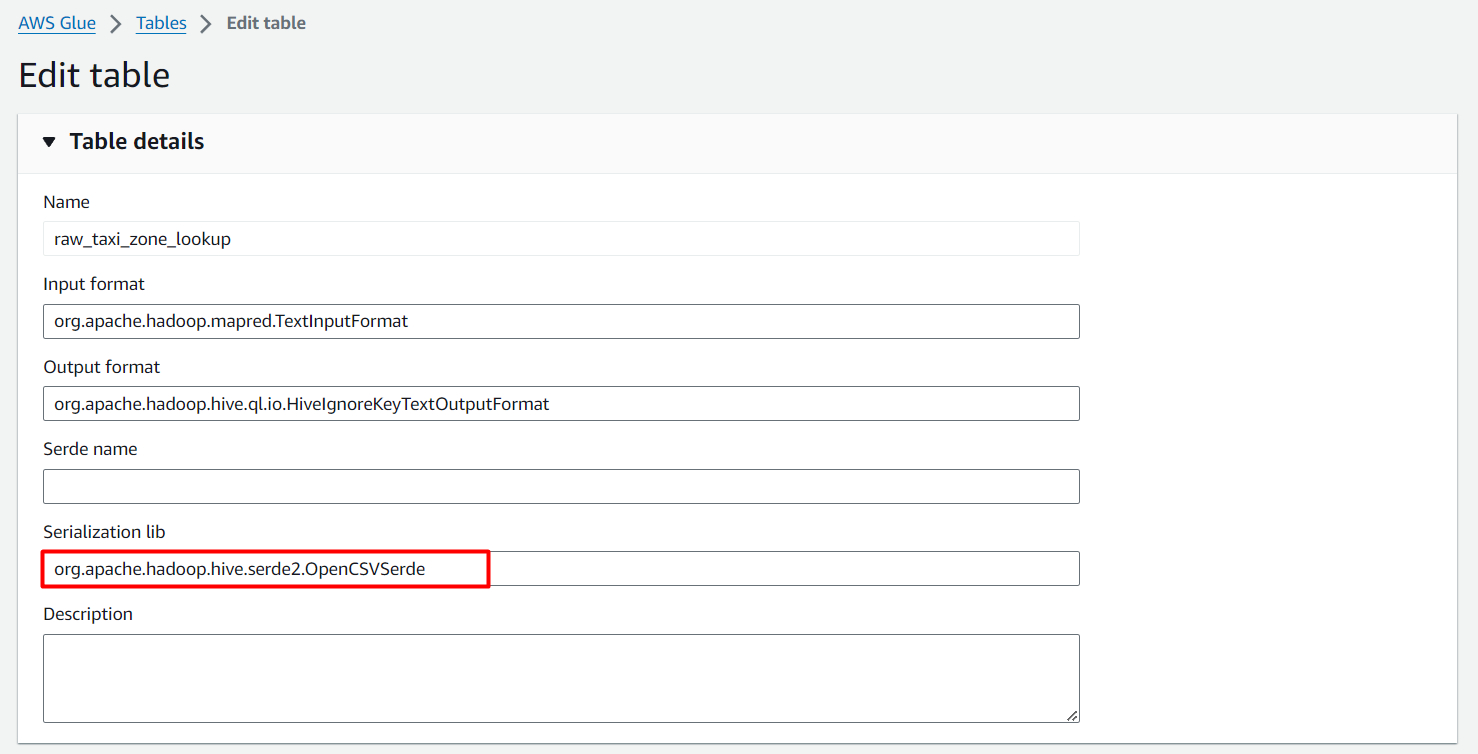 AWS Glue > Tables > Edit table
Edit table
Table details
Name
raw_taxi_zone_lookup
Input format
org.apache.hadoop.mapred.TextInputFormat
Output format
org.apache.hadoop.hive.ql.io.HiveIgnoreKeyTextOutputFormat
Serde name
Serialization lib
org.apache.hadoop.hive.serde2.OpenCSVSerde
Description